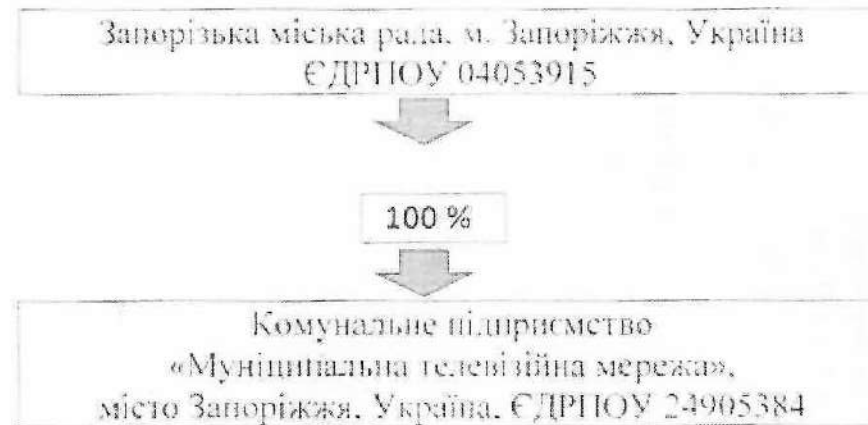 Запорізька міська рада, м. Запоріжжя, Україна
ЄДРПОУ 04053915
100 %
Комунальне підприємство
«Муніципальна телевізійна мережа»,
місто Запоріжжя, Україна, ЄДРПОУ 24905384